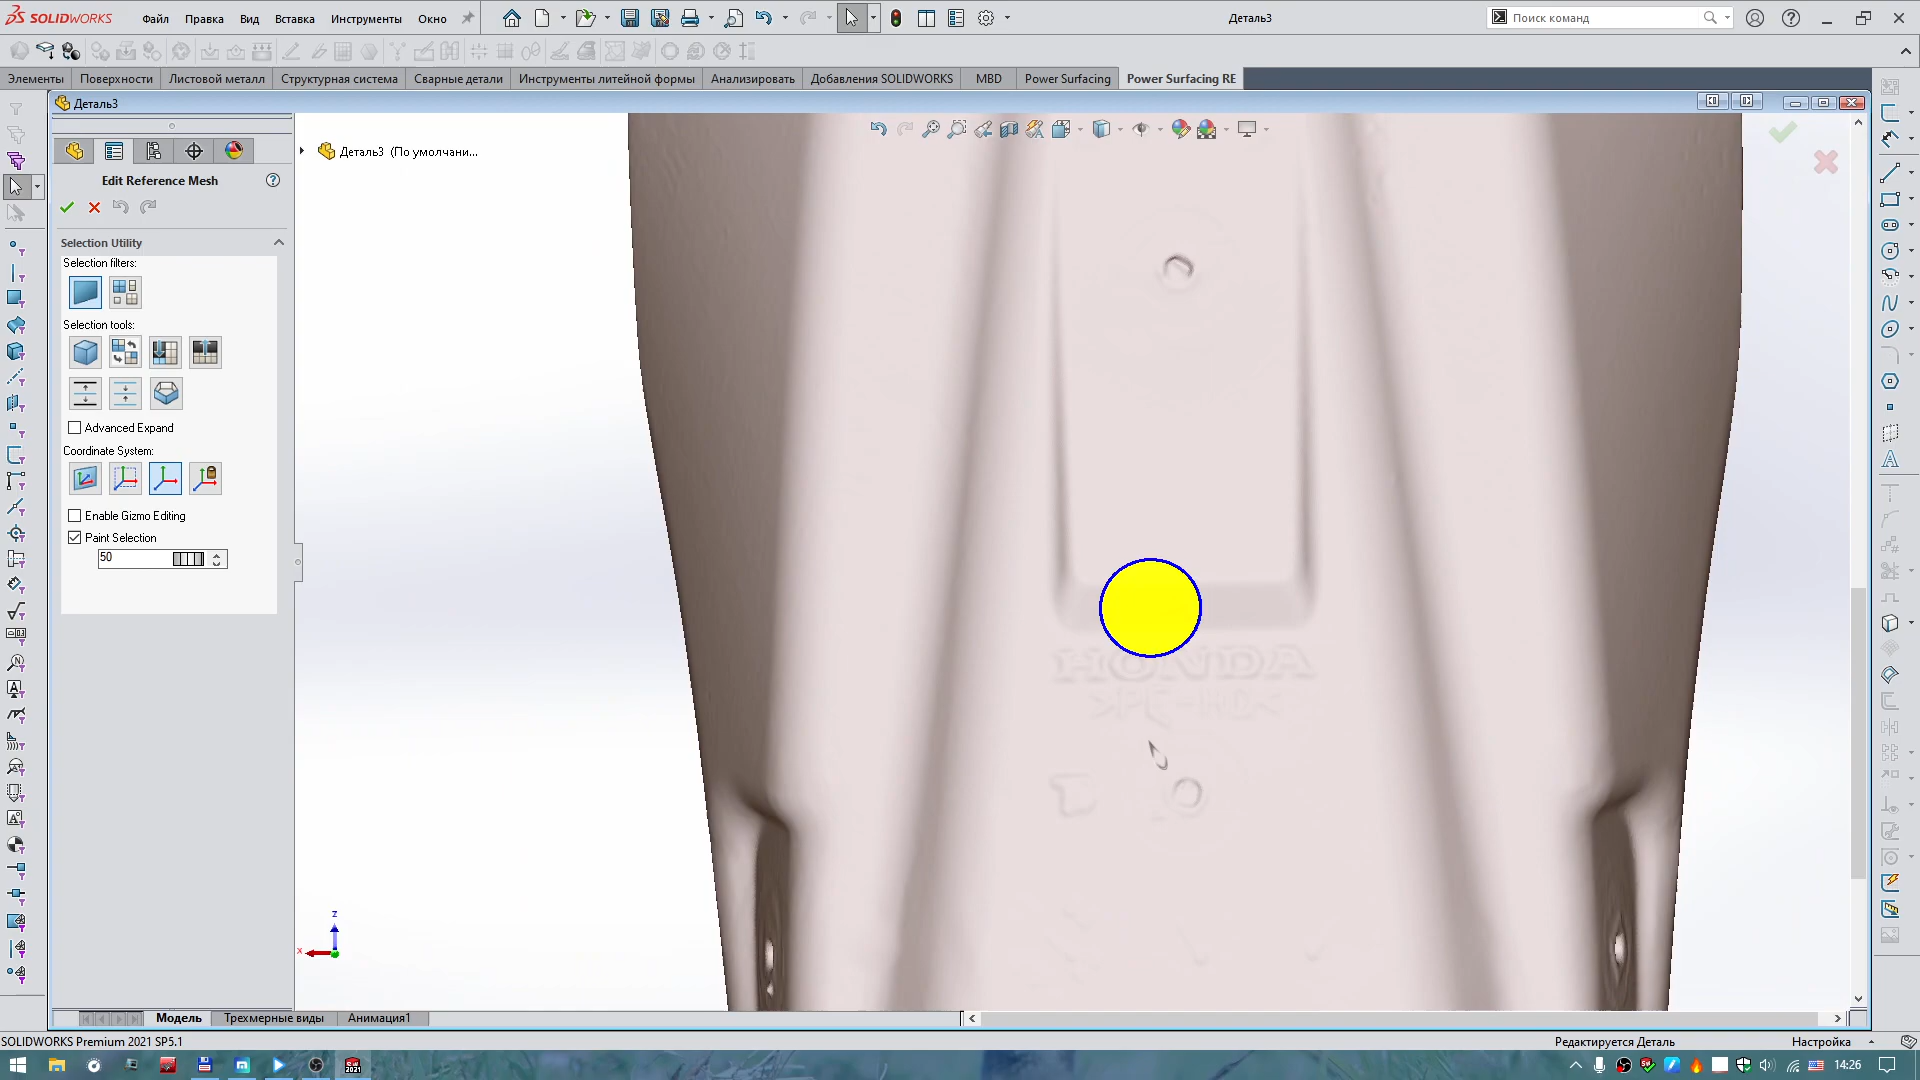 SOLIDWORKS Файл Правка Вид Вставка Инструменты Окно Деталь3 Поиск команд
Элементы Поверхности Листовой металл Структурная система Сварные детали Инструменты литейной формы Анализировать Добавления SOLIDWORKS MBD Power Surfacing Power Surfacing RE
Деталь3
Деталь3 (По умолчани...
Edit Reference Mesh
Selection Utility
Selection filters:
Selection tools:
Advanced Expand
Coordinate System:
Enable Gizmo Editing
Paint Selection
50
HONDA
>PE-HD<
z
x
Модель Трехмерные виды Анимация1
SOLIDWORKS Premium 2021 SP5.1 Редактируется Деталь Настройка
14:26